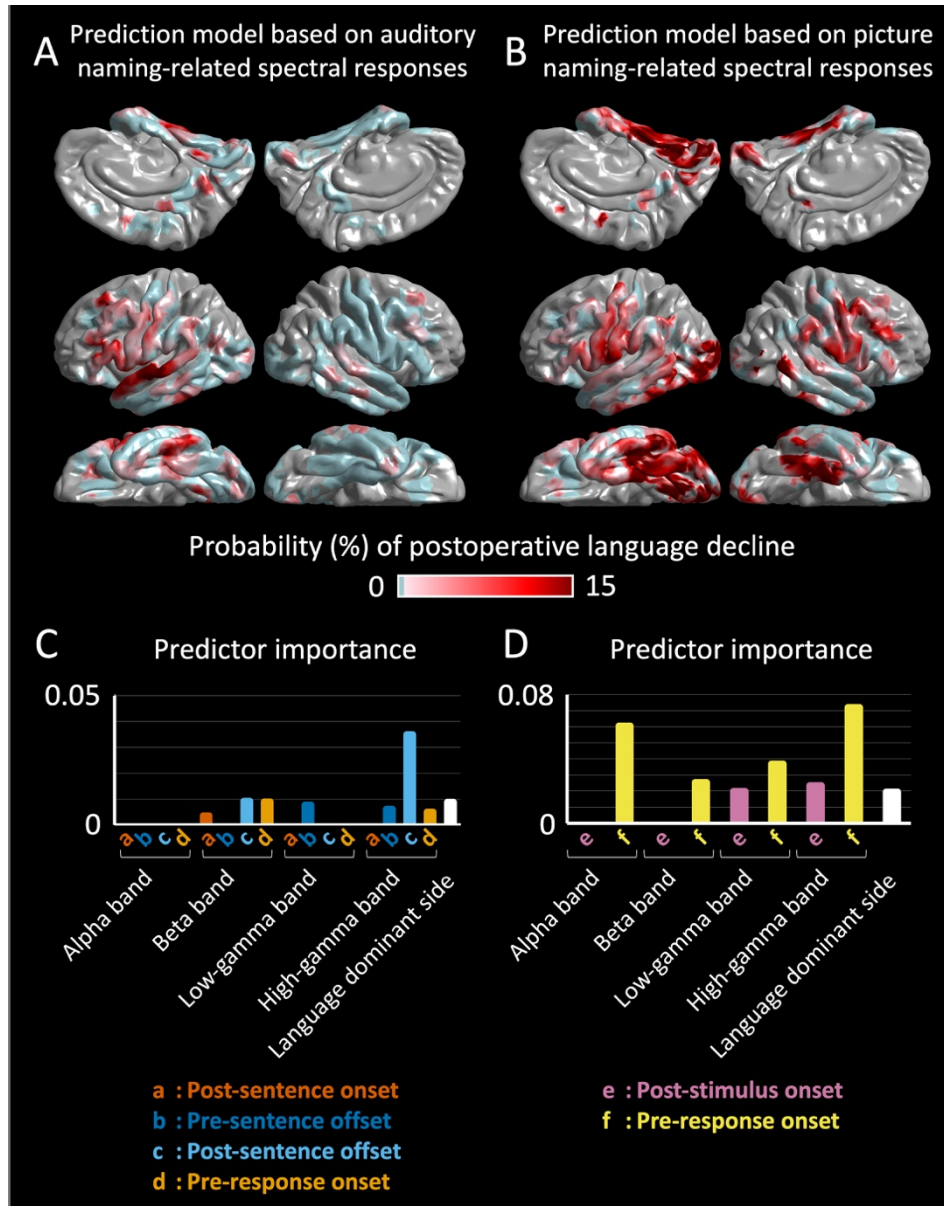 A Prediction model based on auditory
naming-related spectral responses
B Prediction model based on picture
naming-related spectral responses
Probability (%) of postoperative language decline
0 15
C Predictor importance
0.05
0
a b c d a b c d a b c d a b c d
Alpha band
Beta band
Low-gamma band
High-gamma band
Language dominant side
a : Post-sentence onset
b : Pre-sentence offset
c : Post-sentence offset
d : Pre-response onset
D Predictor importance
0.08
0
e f e f e f e f
Alpha band
Beta band
Low-gamma band
High-gamma band
Language dominant side
e : Post-stimulus onset
f : Pre-response onset